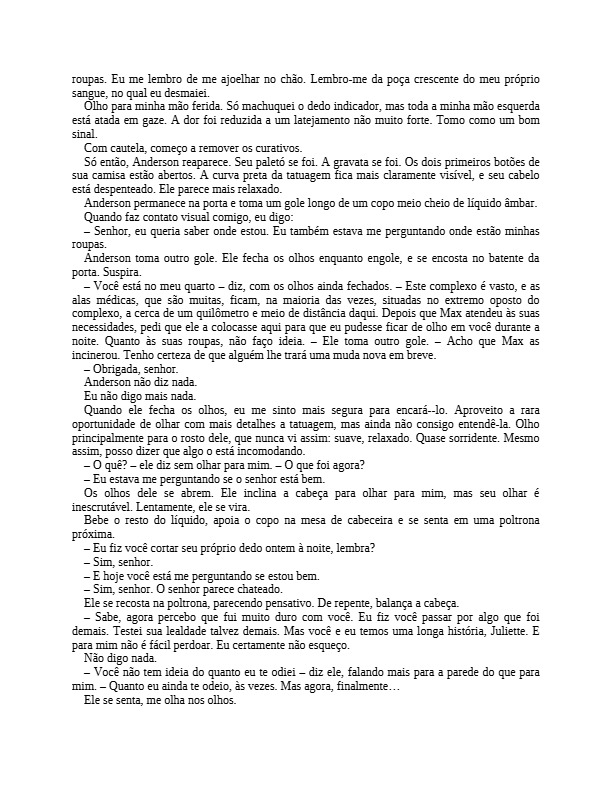 roupas. Eu me lembro de me ajoelhar no chão. Lembro-me da poça crescente do meu próprio
sangue, no qual eu desmaiei.
Olho para minha mão ferida. Só machuquei o dedo indicador, mas toda a minha mão esquerda
está atada em gaze. A dor foi reduzida a um latejamento não muito forte. Tomo como um bom
sinal.
Com cautela, começo a remover os curativos.
Só então, Anderson reaparece. Seu paletó se foi. A gravata se foi. Os dois primeiros botões de
sua camisa estão abertos. A curva preta da tatuagem fica mais claramente visível, e seu cabelo
está despenteado. Ele parece mais relaxado.
Anderson permanece na porta e toma um gole longo de um copo meio cheio de líquido âmbar.
Quando faz contato visual comigo, eu digo:
– Senhor, eu queria saber onde estou. Eu também estava me perguntando onde estão minhas
roupas.
Anderson toma outro gole. Ele fecha os olhos enquanto engole, e se encosta no batente da
porta. Suspira.
– Você está no meu quarto – diz, com os olhos ainda fechados. – Este complexo é vasto, e as
alas médicas, que são muitas, ficam, na maioria das vezes, situadas no extremo oposto do
complexo, a cerca de um quilômetro e meio de distância daqui. Depois que Max atendeu às suas
necessidades, pedi que ele a colocasse aqui para que eu pudesse ficar de olho em você durante a
noite. Quanto às suas roupas, não faço ideia. – Ele toma outro gole. – Acho que Max as
incinerou. Tenho certeza de que alguém lhe trará uma muda nova em breve.
– Obrigada, senhor.
Anderson não diz nada.
Eu não digo mais nada.
Quando ele fecha os olhos, eu me sinto mais segura para encará--lo. Aproveito a rara
oportunidade de olhar com mais detalhes a tatuagem, mas ainda não consigo entendê-la. Olho
principalmente para o rosto dele, que nunca vi assim: suave, relaxado. Quase sorridente. Mesmo
assim, posso dizer que algo o está incomodando.
– O quê? – ele diz sem olhar para mim. – O que foi agora?
– Eu estava me perguntando se o senhor está bem.
Os olhos dele se abrem. Ele inclina a cabeça para olhar para mim, mas seu olhar é
inescrutável. Lentamente, ele se vira.
Bebe o resto do líquido, apoia o copo na mesa de cabeceira e se senta em uma poltrona
próxima.
– Eu fiz você cortar seu próprio dedo ontem à noite, lembra?
– Sim, senhor.
– E hoje você está me perguntando se estou bem.
– Sim, senhor. O senhor parece chateado.
Ele se recosta na poltrona, parecendo pensativo. De repente, balança a cabeça.
– Sabe, agora percebo que fui muito duro com você. Eu fiz você passar por algo que foi
demais. Testei sua lealdade talvez demais. Mas você e eu temos uma longa história, Juliette. E
para mim não é fácil perdoar. Eu certamente não esqueço.
Não digo nada.
– Você não tem ideia do quanto eu te odiei – diz ele, falando mais para a parede do que para
mim. – Quanto eu ainda te odeio, às vezes. Mas agora, finalmente…
Ele se senta, me olha nos olhos.